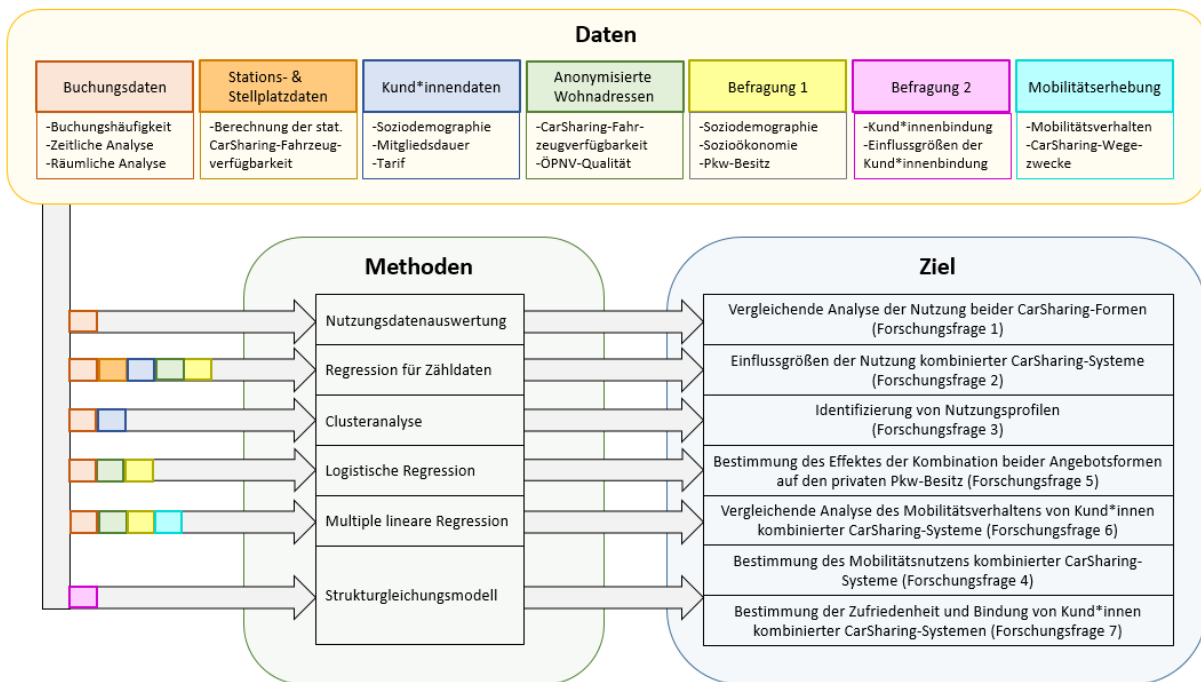 Daten
Buchungsdaten
-Buchungshäufigkeit
-Zeitliche Analyse
-Räumliche Analyse
Stations- &
Stellplatzdaten
-Berechnung der stat.
CarSharing-Fahrzeug-
verfügbarkeit
Kund*innendaten
-Soziodemographie
-Mitgliedsdauer
-Tarif
Anonymisierte
Wohnadressen
-CarSharing-Fahr-
zeugverfügbarkeit
-ÖPNV-Qualität
Befragung 1
-Soziodemographie
-Sozioökonomie
-Pkw-Besitz
Befragung 2
-Kund*innenbindung
-Einflussgrößen der
Kund*innenbindung
Mobilitätserhebung
-Mobilitätsverhalten
-CarSharing-Wege-
zwecke
Methoden
Ziel
Nutzungsdatenauswertung
Vergleichende Analyse der Nutzung beider CarSharing-Formen
(Forschungsfrage 1)
Regression für Zähldaten
Einflussgrößen der Nutzung kombinierter CarSharing-Systeme
(Forschungsfrage 2)
Clusteranalyse
Identifizierung von Nutzungsprofilen
(Forschungsfrage 3)
Logistische Regression
Bestimmung des Effektes der Kombination beider Angebotsformen
auf den privaten Pkw-Besitz (Forschungsfrage 5)
Multiple lineare Regression
Vergleichende Analyse des Mobilitätsverhaltens von Kund*innen
kombinierter CarSharing-Systeme (Forschungsfrage 6)
Strukturgleichungsmodell
Bestimmung des Mobilitätsnutzens kombinierter CarSharing-
Systeme (Forschungsfrage 4)
Bestimmung der Zufriedenheit und Bindung von Kund*innen
kombinierter CarSharing-Systemen (Forschungsfrage 7)